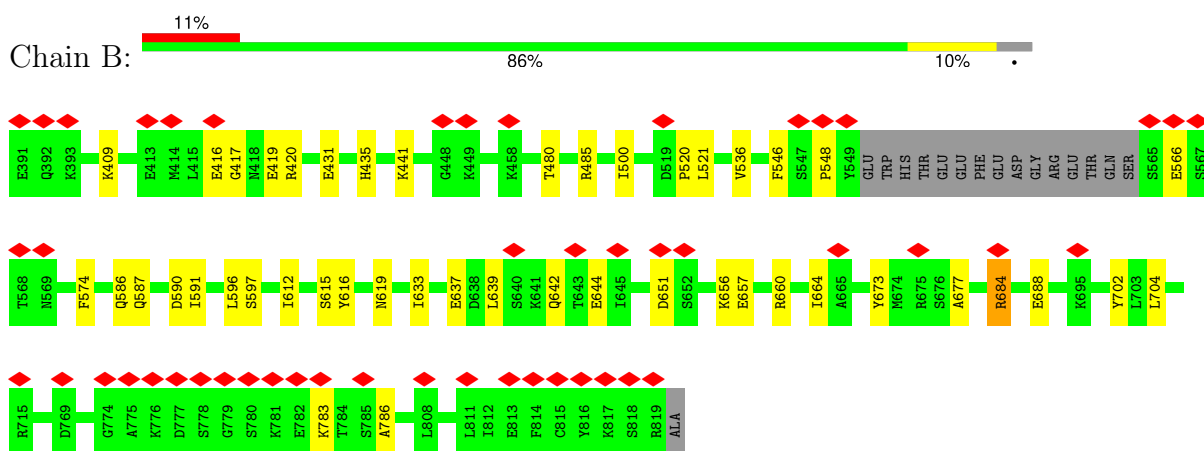 11%
Chain B:
86% 10% •
E391 Q392 K393 K409 E413 M414 L415 E416 G417 N418 E419 R420 E431 H435 K441 G448 K449 K458 T480 R485 I500 D519 P520 L521 V536 F546 S547 P548 Y549 GLU TRP HIS THR GLU GLU PHE GLU ASP GLY ARG GLU THR GLN SER S565 E566 S567
T568 N569 F574 Q586 Q587 D590 I591 L596 S597 I612 S615 Y616 N619 I633 E637 D638 L639 S640 K641 Q642 T643 E644 I645 D651 S652 K656 E657 R660 I664 A665 Y673 M674 R675 S676 A677 R684 E688 K695 Y702 L703 L704
R715 D769 G774 A775 K776 D777 S778 G779 S780 K781 E782 K783 T784 S785 A786 L808 L811 I812 E813 F814 C815 Y816 K817 S818 R819 ALA